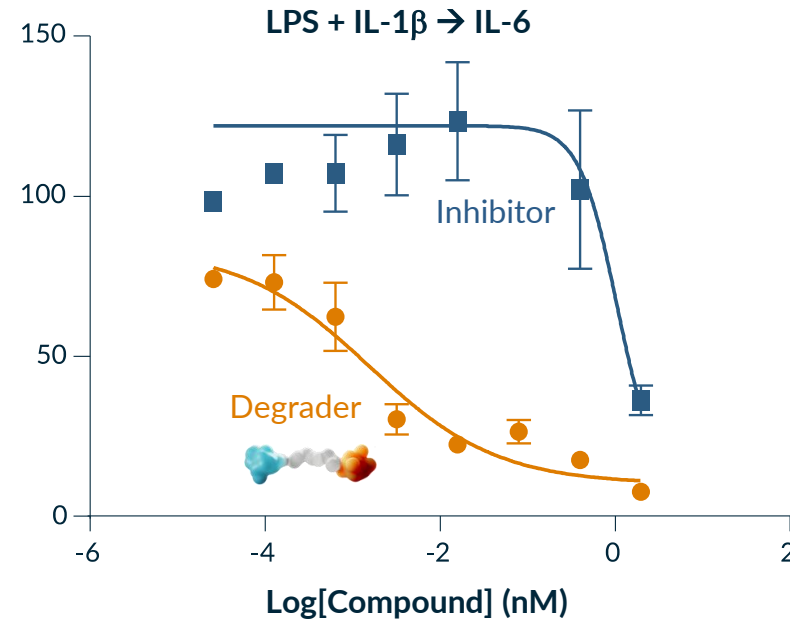 LPS + IL-1β → IL-6
150
100
50
0
Inhibitor
Degrader
-6
-4
-2
0
2
Log[Compound] (nM)